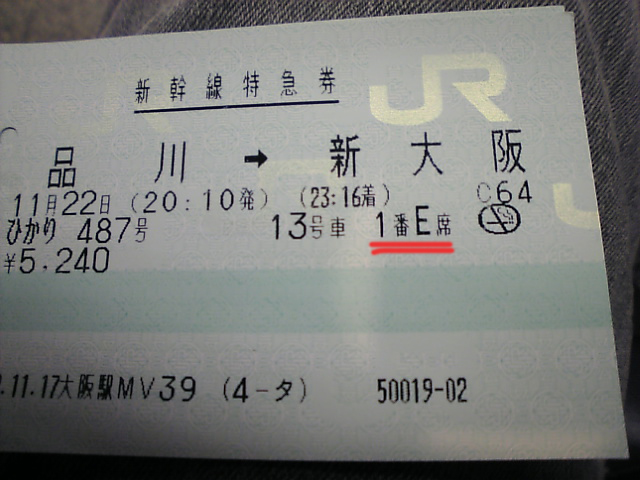 JR
新幹線特急券
品川 → 新大阪
11月22日 (20:10発) (23:16着) C64
ひかり 487号 13号車 1番E席
¥5,240
.11.17大阪駅MV39 (4-タ) 50019-02